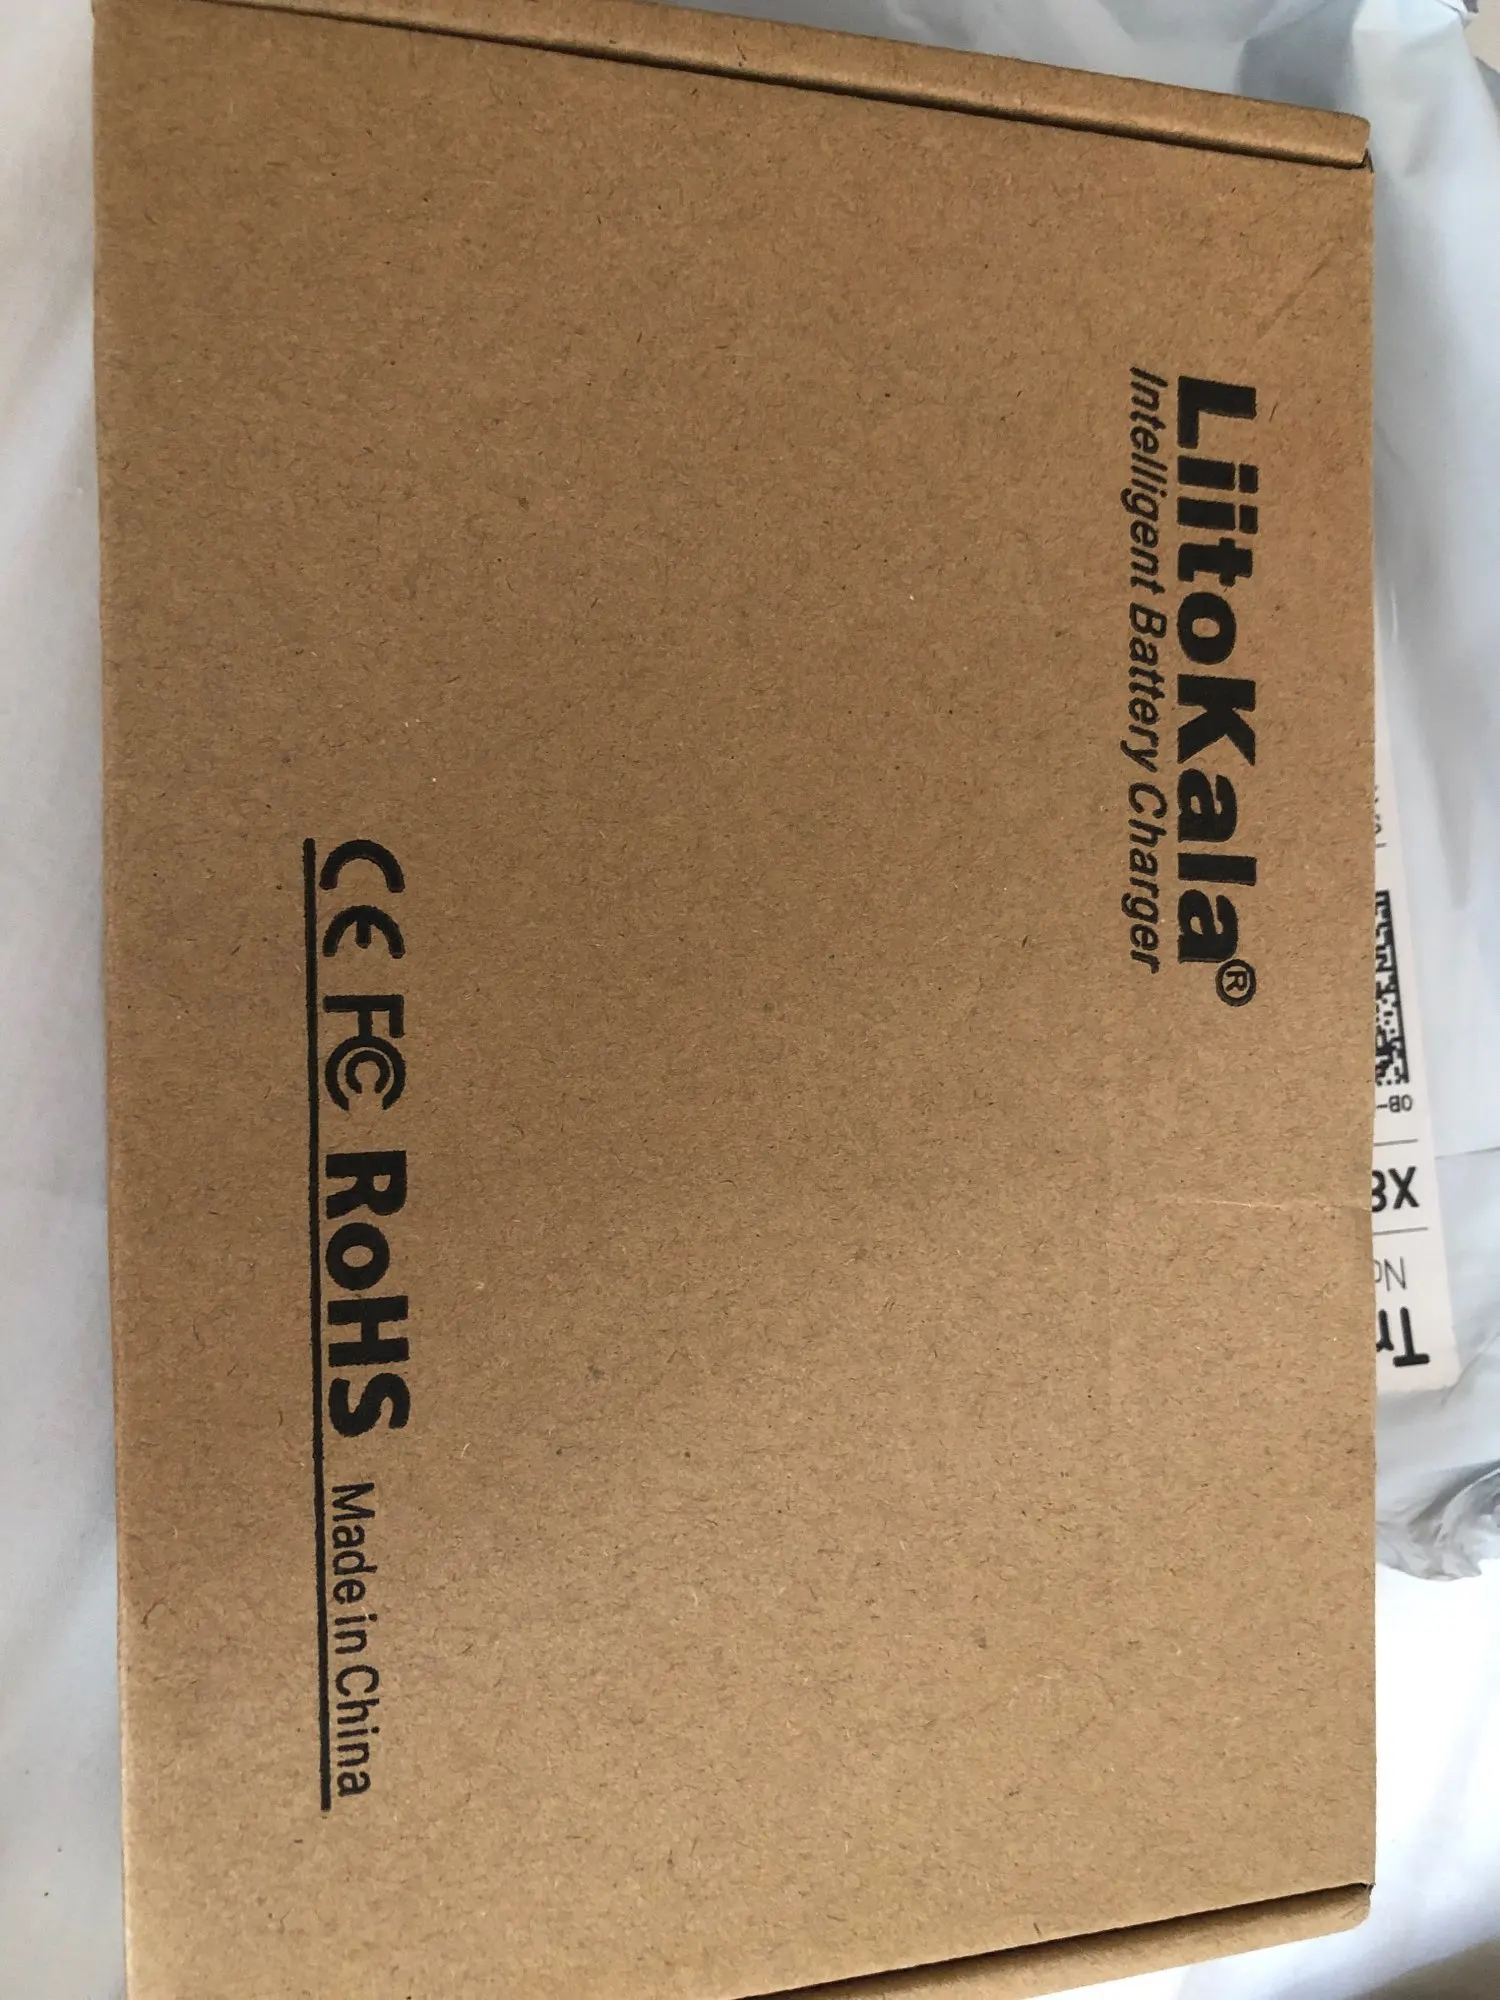 LiitoKala®
Intelligent Battery Charger
CE FC RoHS Made in China